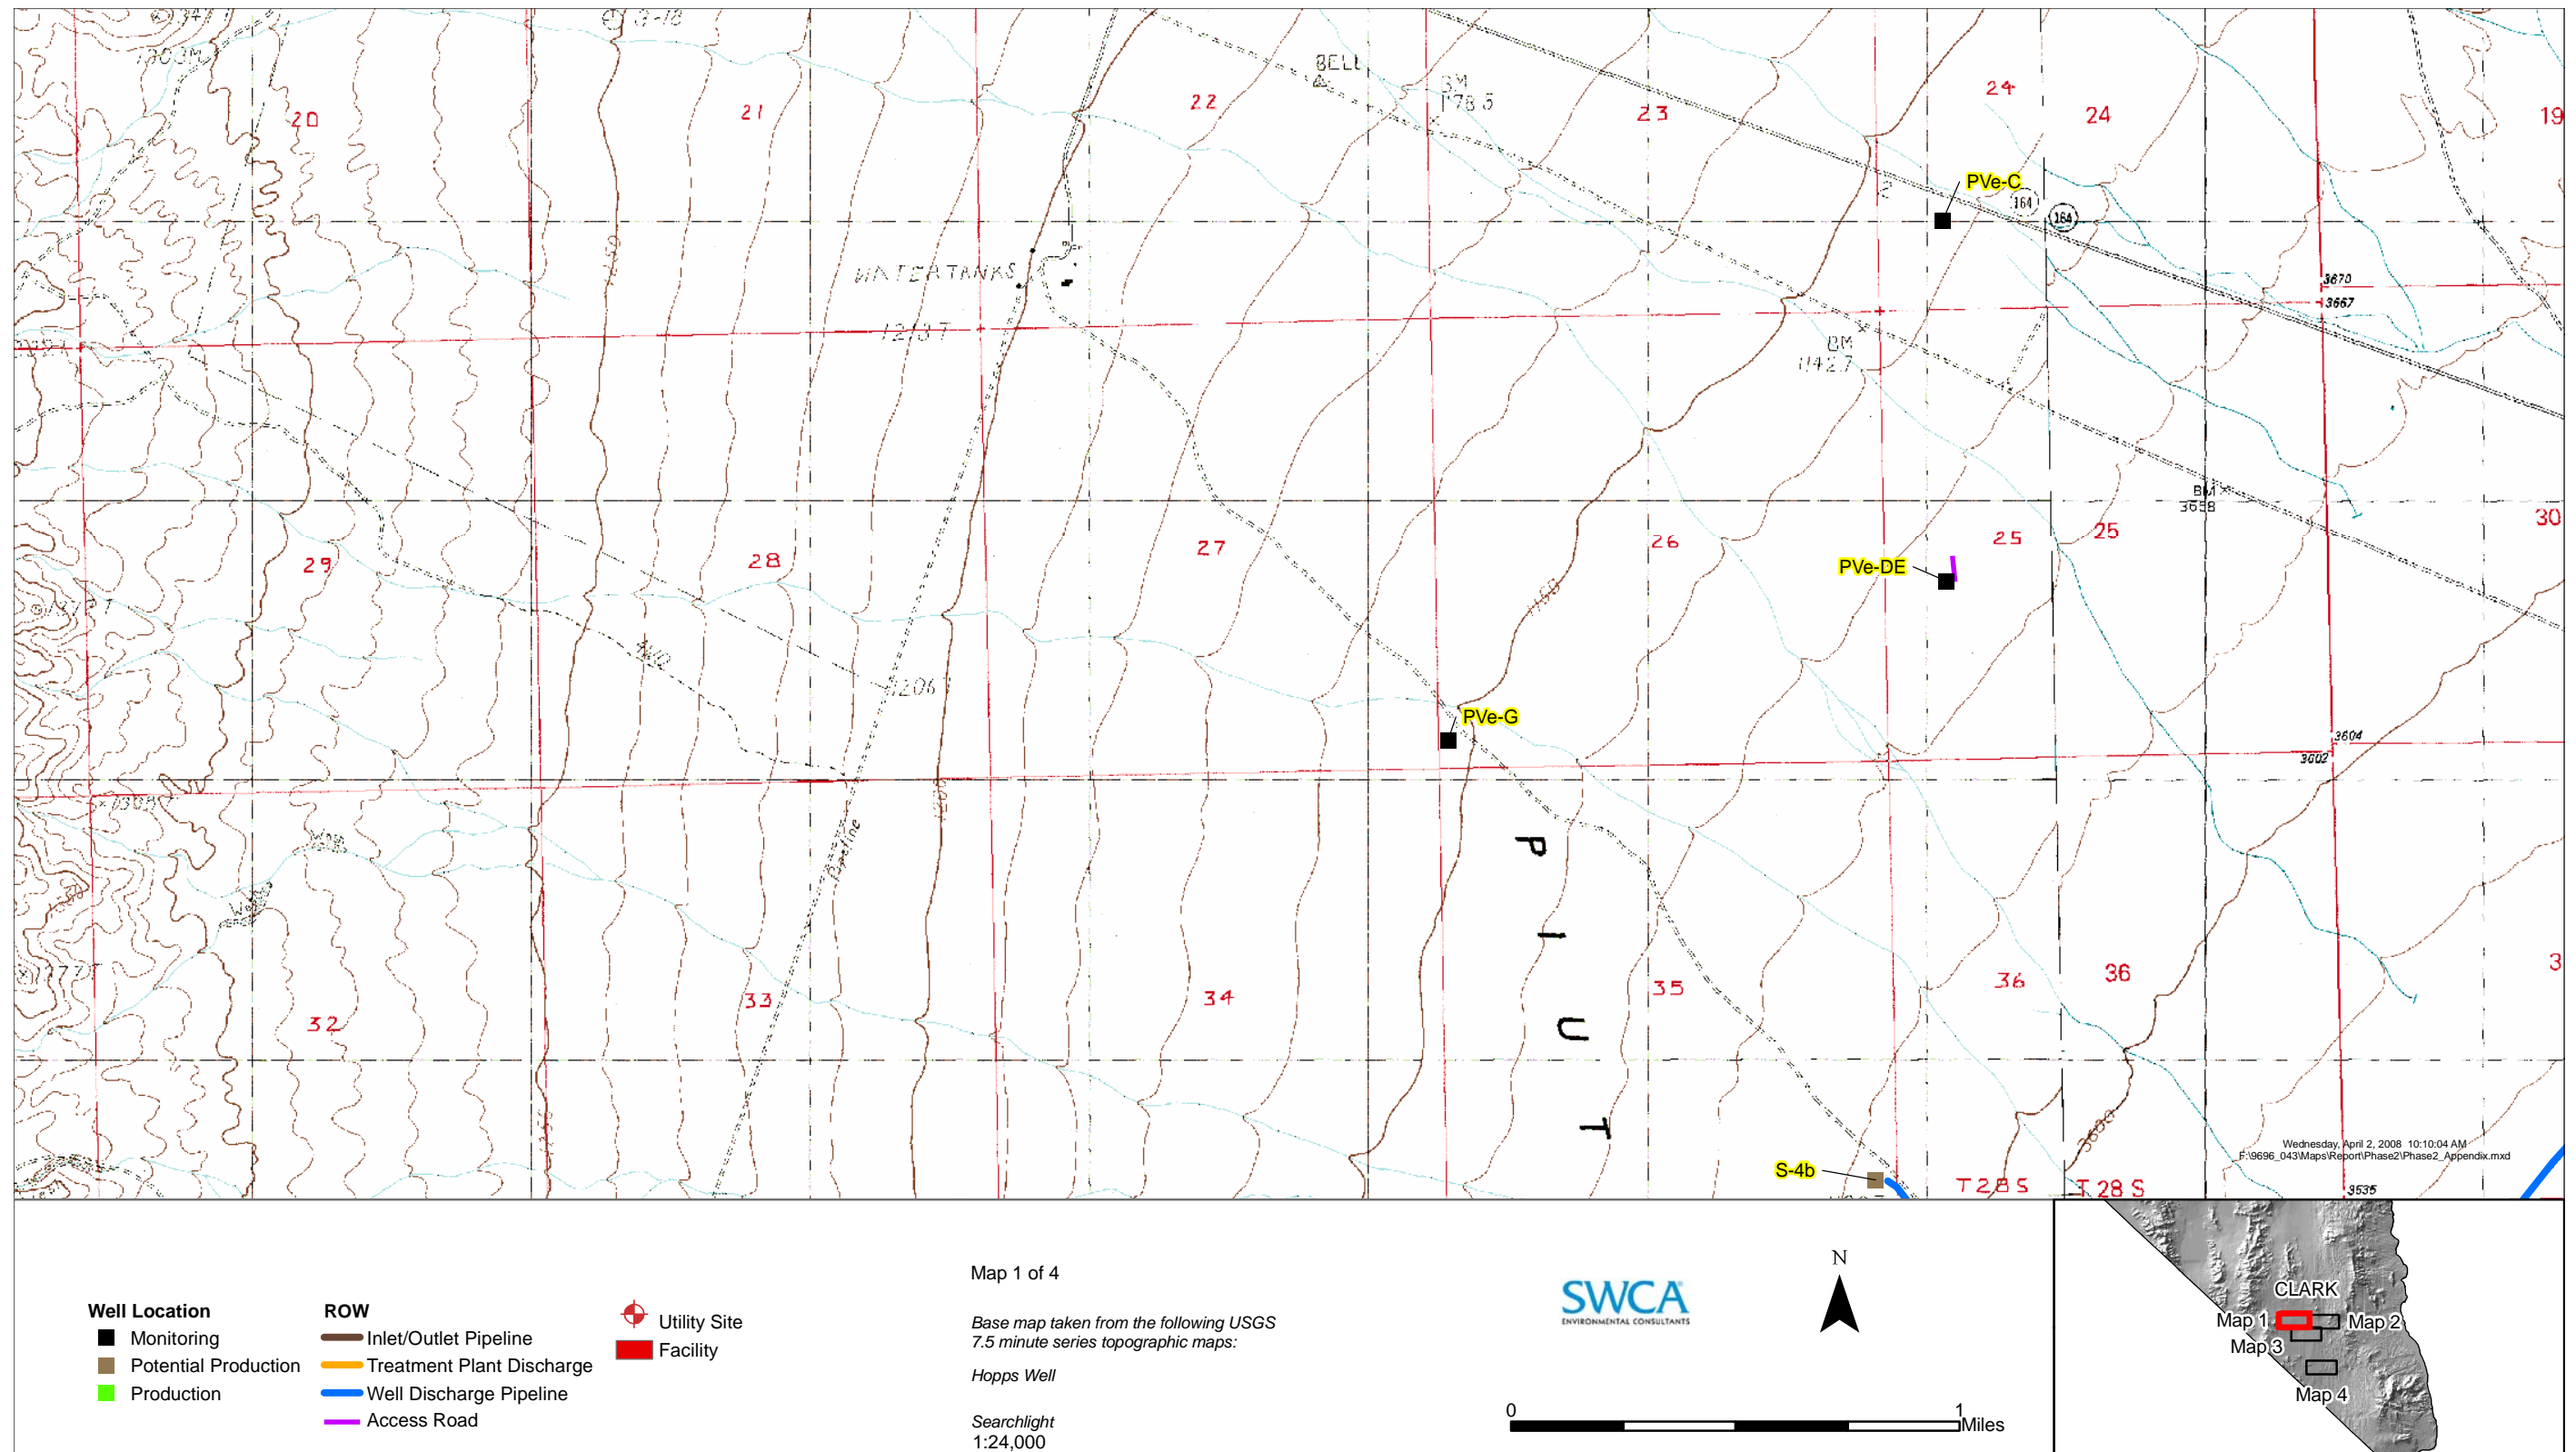 BELL
BM
20
21
22
23
24
24
19
PVe-C
164
164
WATER TANKS
3670
3667
BM
BM
3658
29
28
27
26
25
25
30
PVe-DE
1150
1206
PVe-G
3604
3602
Pipeline
Well
P
I
U
T
32
33
34
35
36
36
3
3600
S-4b
T28S
T 28 S
3535
Wednesday, April 2, 2008 10:10:04 AM
F:\9696_043\Maps\Report\Phase2\Phase2_Appendix.mxd
Well Location
Monitoring
Potential Production
Production
ROW
Inlet/Outlet Pipeline
Treatment Plant Discharge
Well Discharge Pipeline
Access Road
Utility Site
Facility
Map 1 of 4
Base map taken from the following USGS
7.5 minute series topographic maps:
Hopps Well
Searchlight
1:24,000
SWCA
ENVIRONMENTAL CONSULTANTS
N
0 1
Miles
CLARK
Map 1
Map 2
Map 3
Map 4